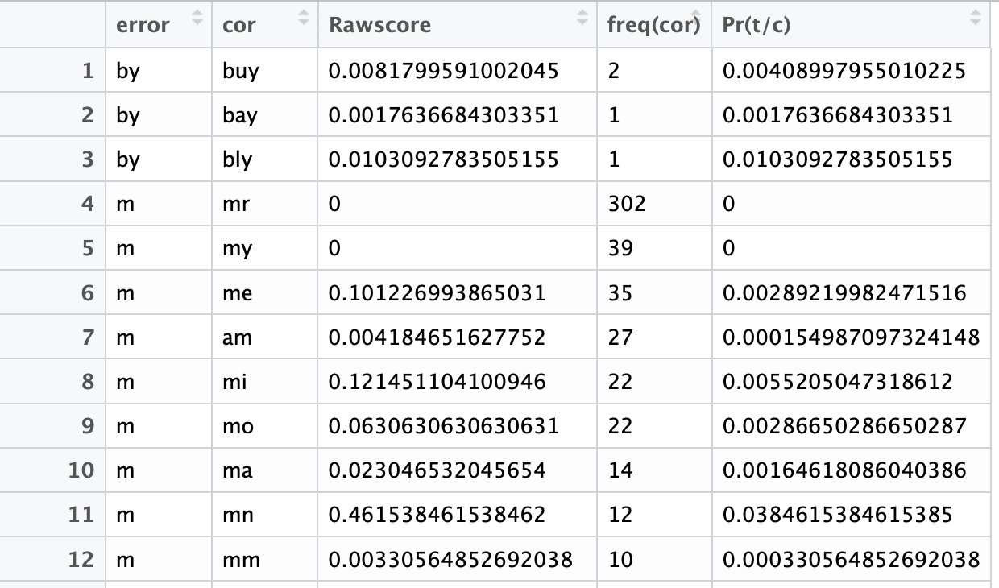 error cor Rawscore freq(cor) Pr(t/c)
1 by buy 0.0081799591002045 2 0.00408997955010225
2 by bay 0.0017636684303351 1 0.0017636684303351
3 by bly 0.0103092783505155 1 0.0103092783505155
4 m mr 0 302 0
5 m my 0 39 0
6 m me 0.101226993865031 35 0.00289219982471516
7 m am 0.004184651627752 27 0.000154987097324148
8 m mi 0.121451104100946 22 0.0055205047318612
9 m mo 0.0630630630630631 22 0.00286650286650287
10 m ma 0.023046532045654 14 0.00164618086040386
11 m mn 0.461538461538462 12 0.0384615384615385
12 m mm 0.00330564852692038 10 0.000330564852692038